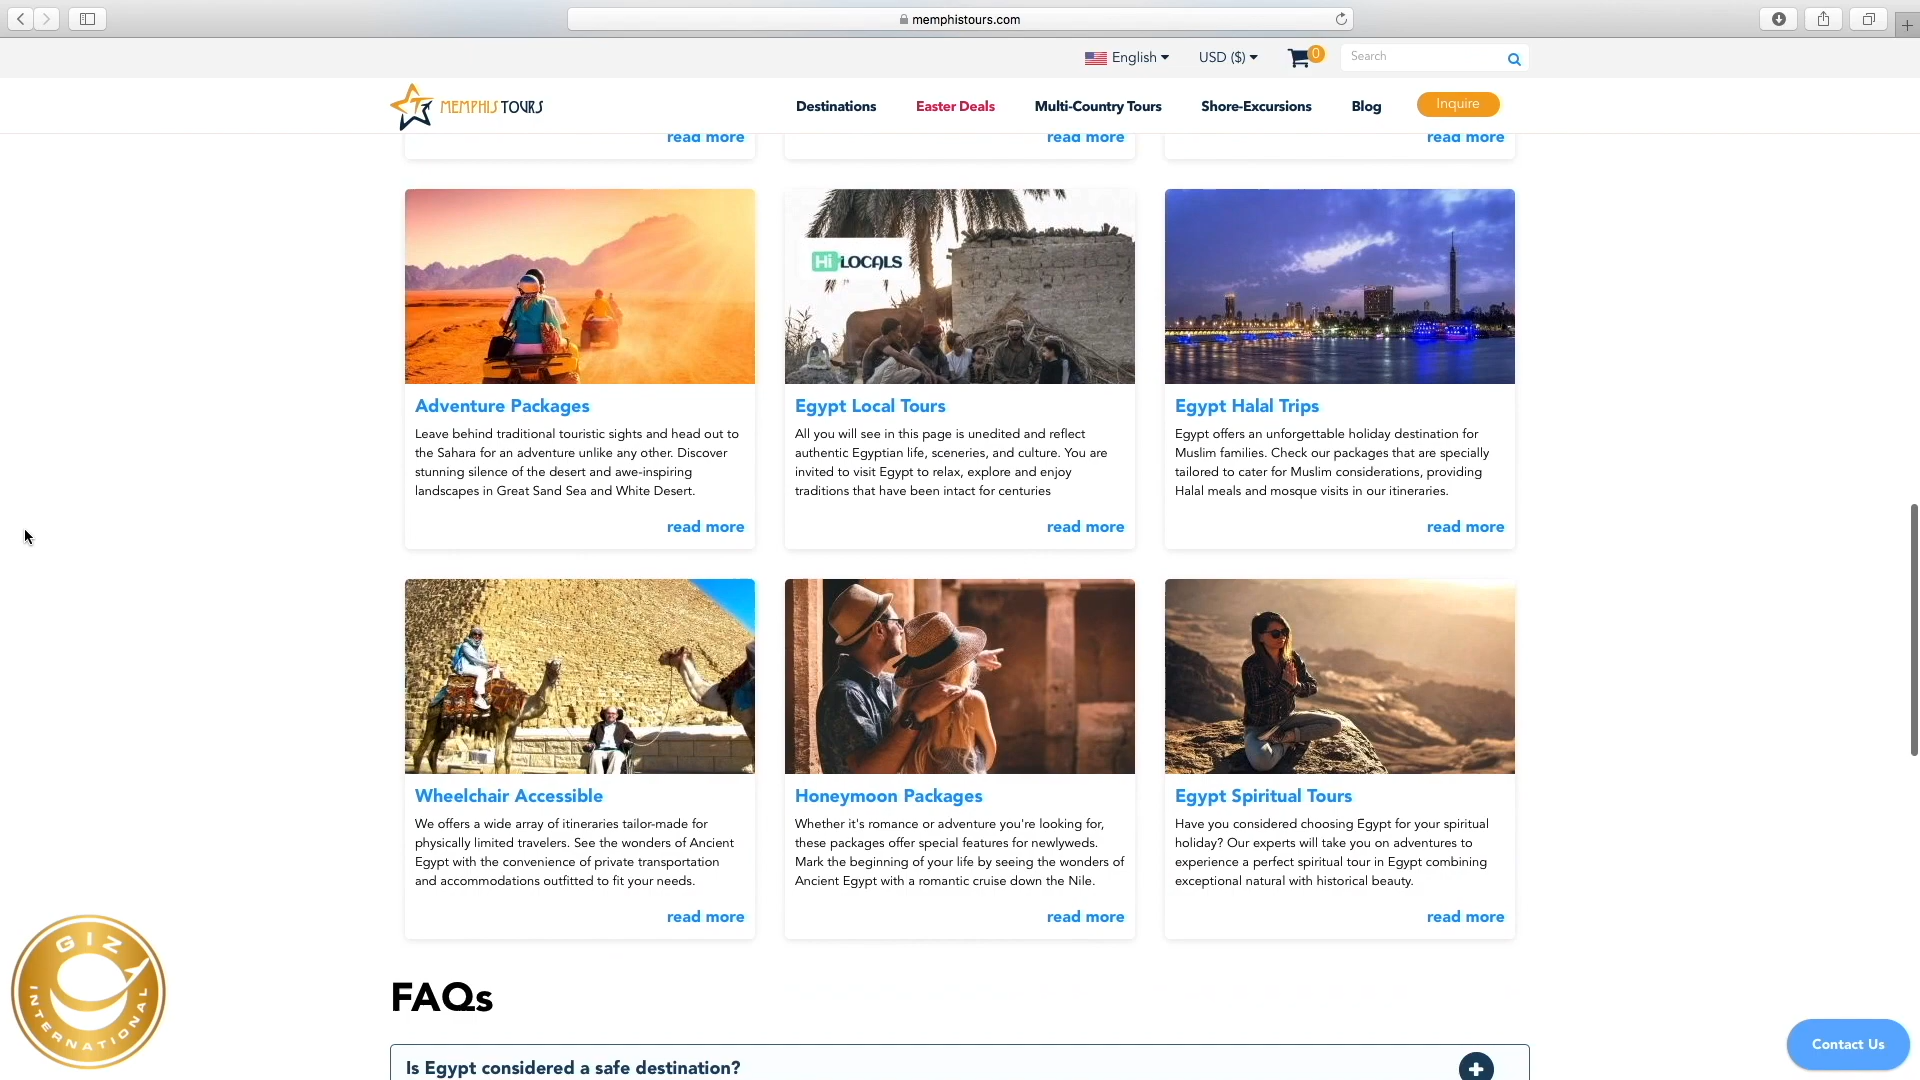 memphistours.com
English
USD ($)
0
Search
MEMPHIS TOURS
Destinations
Easter Deals
Multi-Country Tours
Shore-Excursions
Blog
Inquire
read more
read more
read more
Hi LOCALS
Adventure Packages
Leave behind traditional touristic sights and head out to
the Sahara for an adventure unlike any other. Discover
stunning silence of the desert and awe-inspiring
landscapes in Great Sand Sea and White Desert.
read more
Egypt Local Tours
All you will see in this page is unedited and reflect
authentic Egyptian life, sceneries, and culture. You are
invited to visit Egypt to relax, explore and enjoy
traditions that have been intact for centuries
read more
Egypt Halal Trips
Egypt offers an unforgettable holiday destination for
Muslim families. Check our packages that are specially
tailored to cater for Muslim considerations, providing
Halal meals and mosque visits in our itineraries.
read more
Wheelchair Accessible
We offers a wide array of itineraries tailor-made for
physically limited travelers. See the wonders of Ancient
Egypt with the convenience of private transportation
and accommodations outfitted to fit your needs.
read more
Honeymoon Packages
Whether it's romance or adventure you're looking for,
these packages offer special features for newlyweds.
Mark the beginning of your life by seeing the wonders of
Ancient Egypt with a romantic cruise down the Nile.
read more
Egypt Spiritual Tours
Have you considered choosing Egypt for your spiritual
holiday? Our experts will take you on adventures to
experience a perfect spiritual tour in Egypt combining
exceptional natural with historical beauty.
read more
GIZ
INTERNATIONAL
FAQs
Is Egypt considered a safe destination?
Contact Us